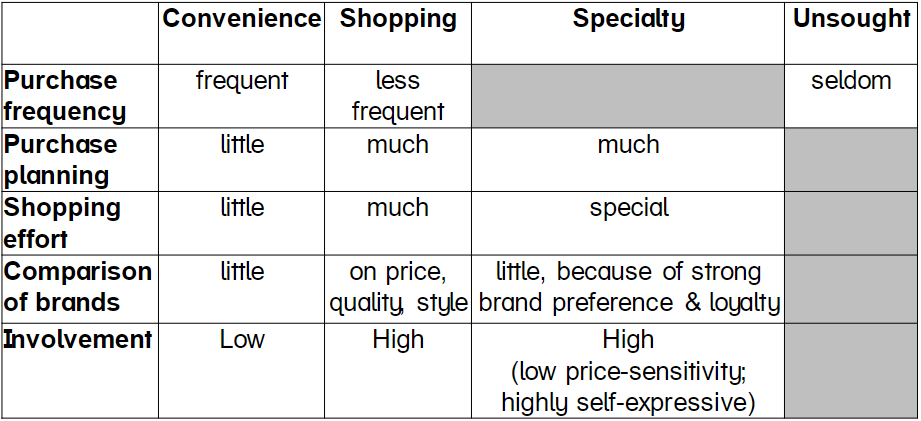 Convenience Shopping Specialty Unsought
Purchase frequent less seldom
frequency frequent
Purchase little much much
planning
Shopping little much special
effort
Comparison little on price, little, because of strong
of brands quality, style brand preference & loyalty
Involvement Low High High
(low price-sensitivity;
highly self-expressive)